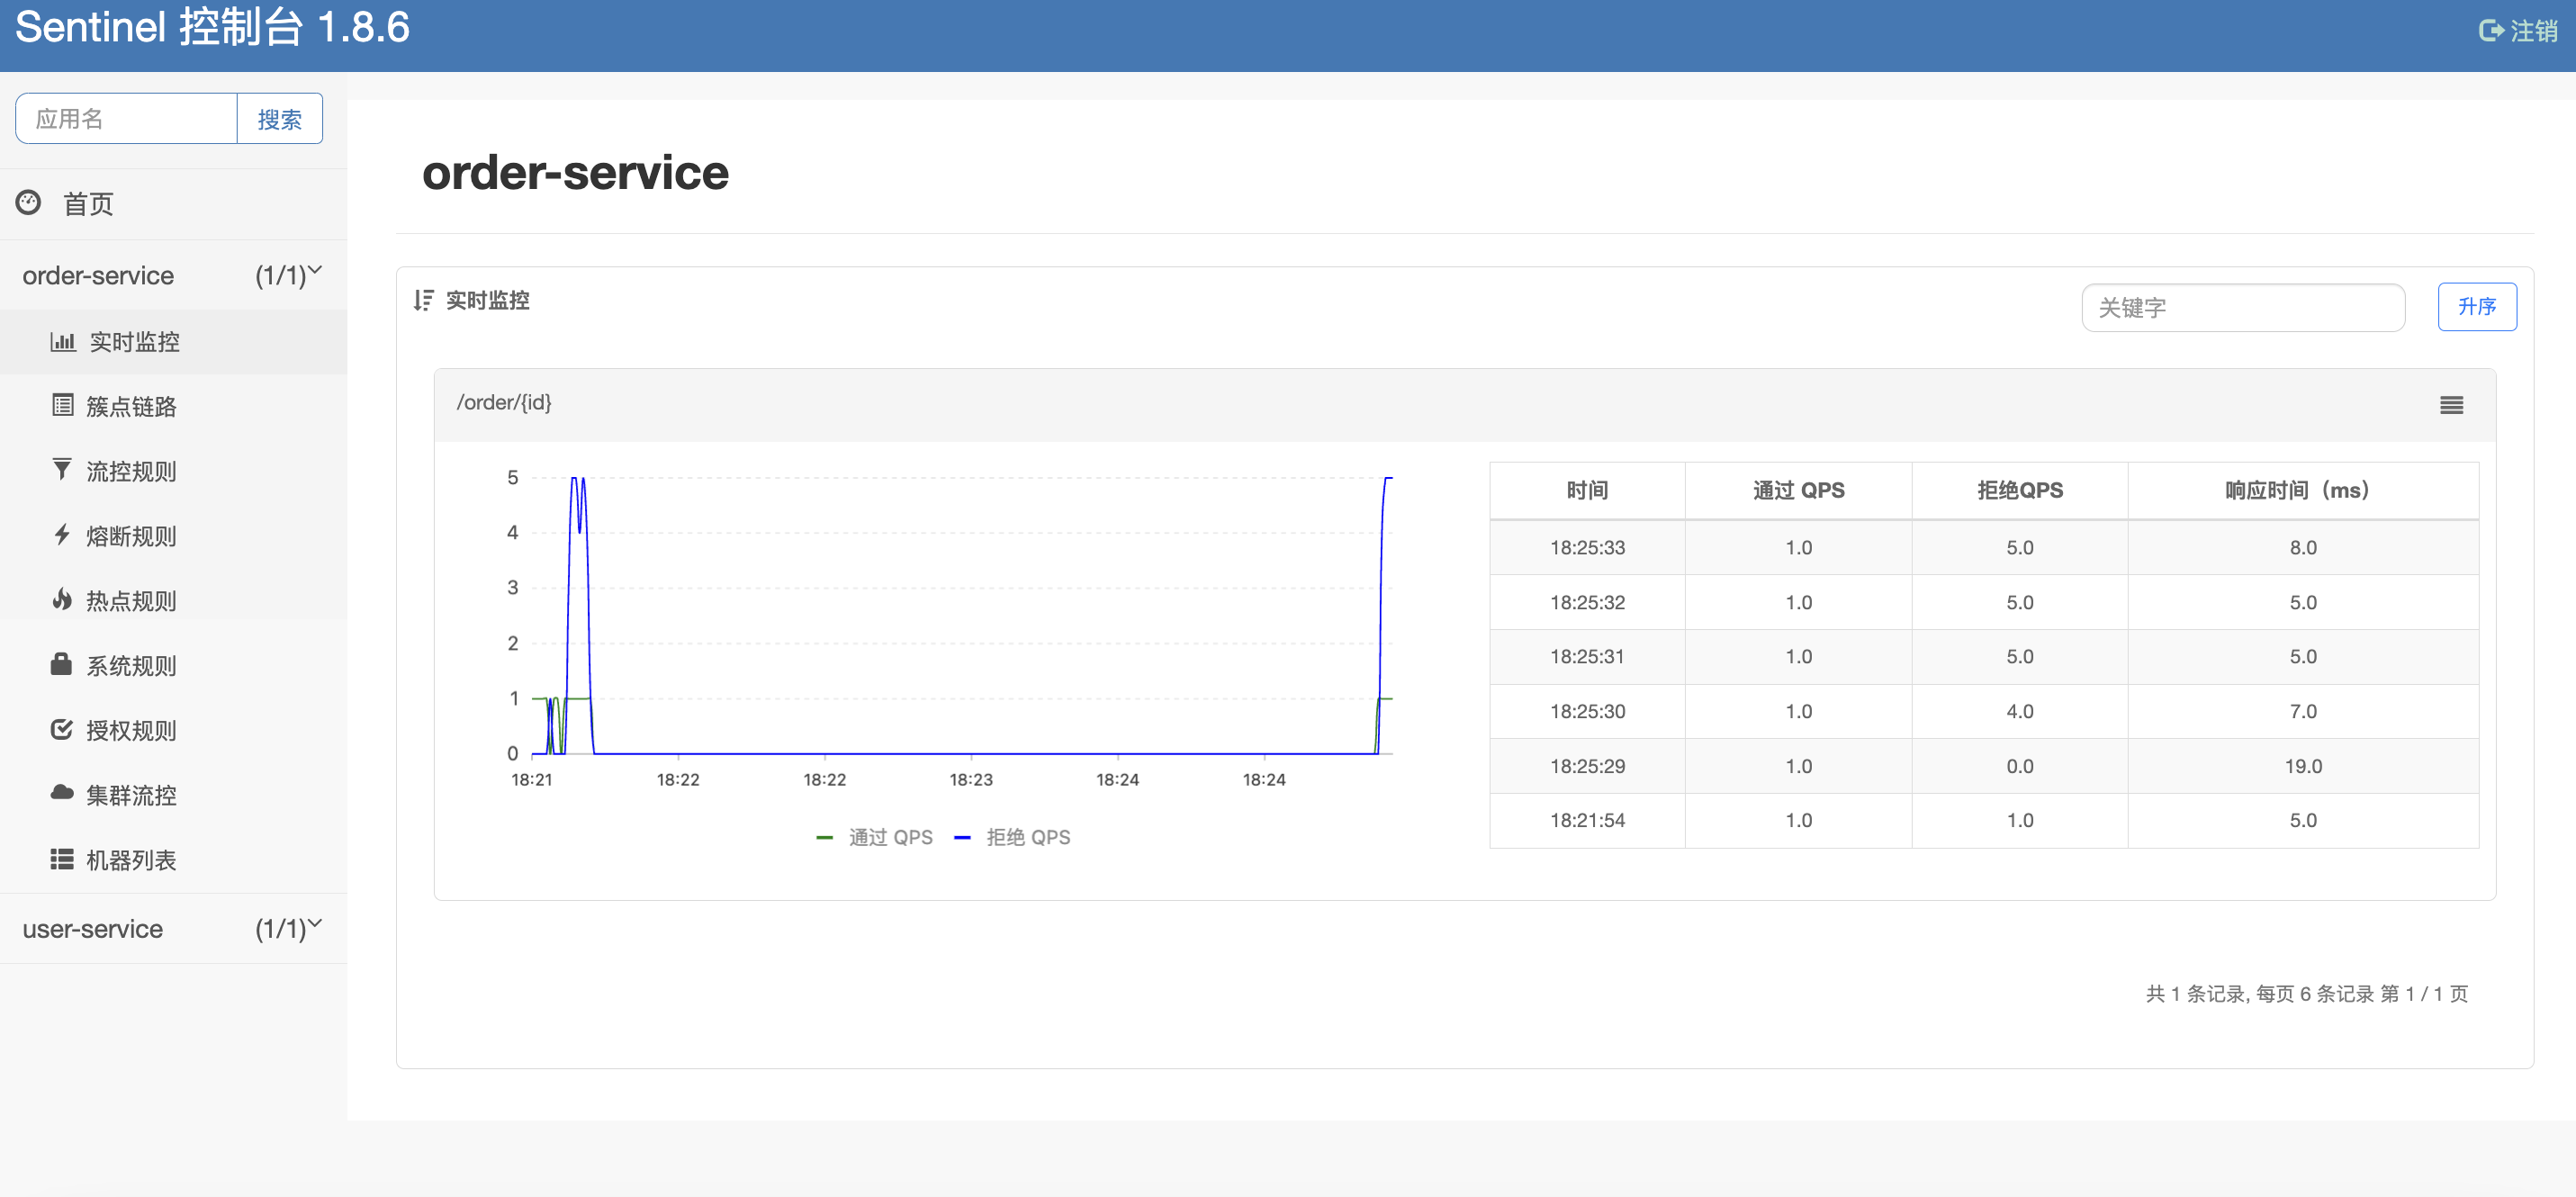 Sentinel 控制台 1.8.6
注销
应用名
搜索
首页
order-service (1/1)
实时监控
簇点链路
流控规则
熔断规则
热点规则
系统规则
授权规则
集群流控
机器列表
user-service (1/1)
order-service
实时监控
关键字
升序
/order/{id}
5
4
3
2
1
0
18:21 18:22 18:22 18:23 18:24 18:24
通过 QPS 拒绝 QPS
时间 通过 QPS 拒绝QPS 响应时间（ms）
18:25:33 1.0 5.0 8.0
18:25:32 1.0 5.0 5.0
18:25:31 1.0 5.0 5.0
18:25:30 1.0 4.0 7.0
18:25:29 1.0 0.0 19.0
18:21:54 1.0 1.0 5.0
共 1 条记录, 每页 6 条记录 第 1 / 1 页